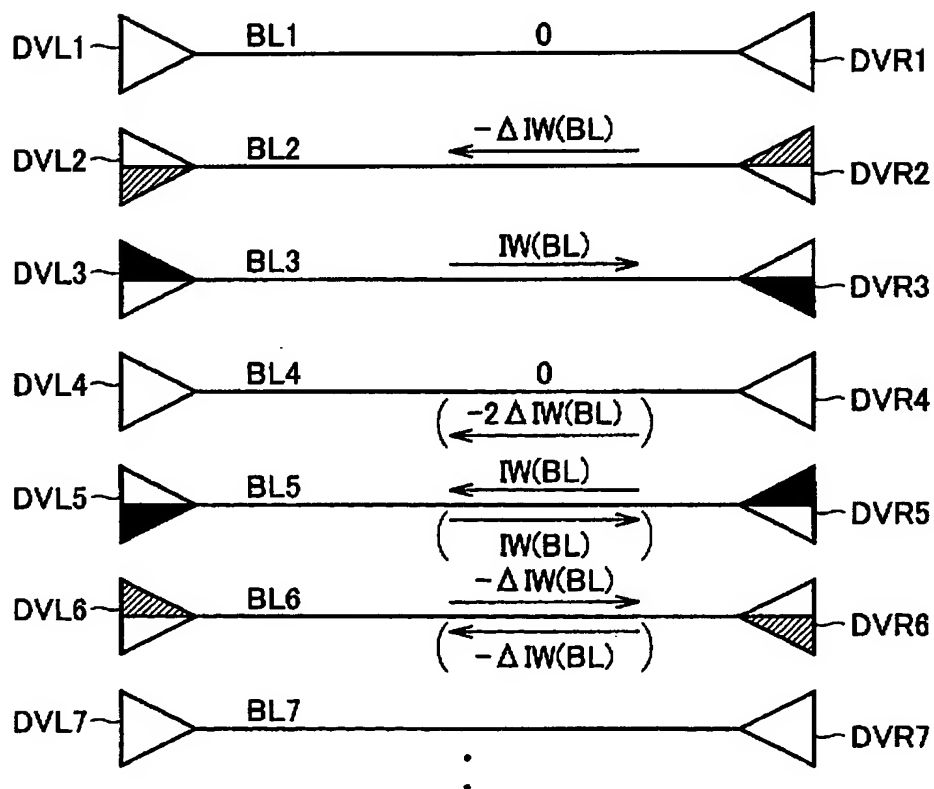 DVL1 BL1 0 DVR1
-ΔIW(BL)
DVL2 BL2 DVR2
DVL3 BL3 IW(BL) DVR3
DVL4 BL4 0 DVR4
(-2ΔIW(BL))
DVL5 BL5 IW(BL) DVR5
(IW(BL))
-ΔIW(BL)
DVL6 BL6 DVR6
(-ΔIW(BL))
DVL7 BL7 DVR7